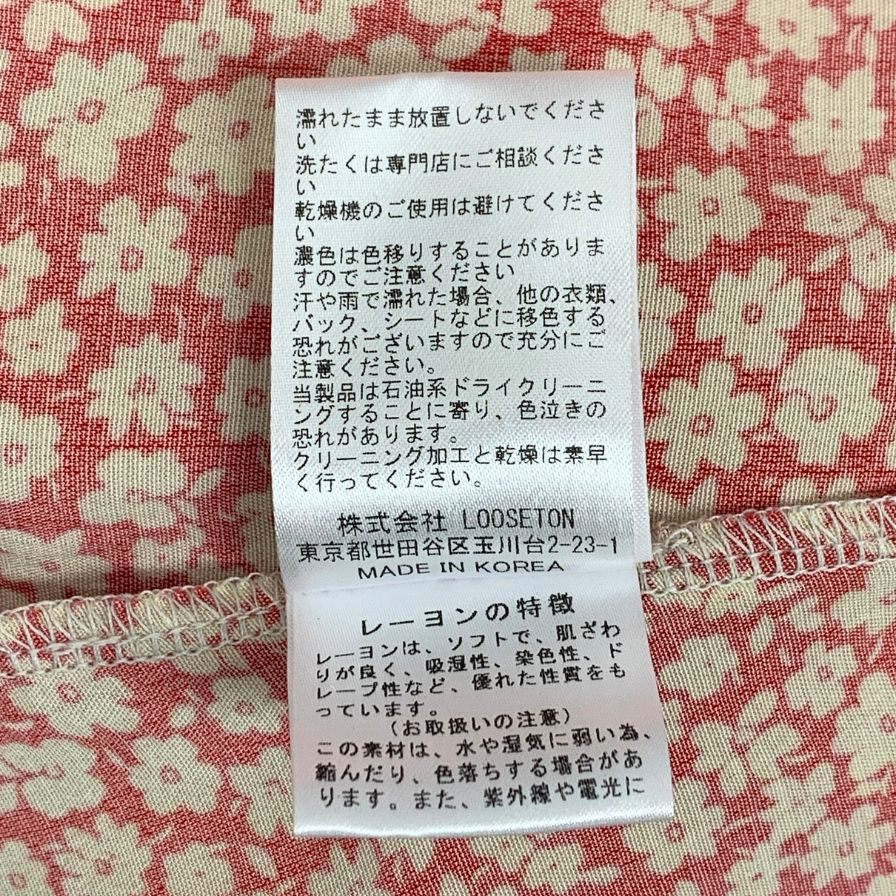 濡れたまま放置しないでくださ
い
洗たくは専門店にご相談くださ
い
乾燥機のご使用は避けてくださ
い
濃色は色移りすることがありま
すのでご注意ください
汗や雨で濡れた場合、他の衣類、
バック、シートなどに移色する
恐れがございますので充分にご
注意ください。
当製品は石油系ドライクリーニ
ングすることに寄り、色泣きの
恐れがあります。
クリーニング加工と乾燥は素早
く行ってください。
株式会社 LOOSETON
東京都世田谷区玉川台2-23-1
MADE IN KOREA
レーヨンの特徴
レーヨンは、ソフトで、肌ざわ
りが良く、吸湿性、染色性、ド
レープ性など、優れた性質をも
っています。
(お取扱いの注意)
この素材は、水や湿気に弱い為、
縮んだり、色落ちする場合があ
ります。また、紫外線や電光に